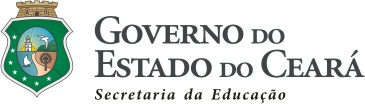 GOVERNO DO
ESTADO DO CEARÁ
Secretaria da Educação